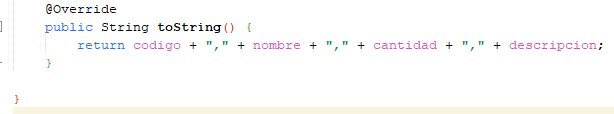 @Override
public String toString() {
return codigo + "," + nombre + "," + cantidad + "," + descripcion;
}
}